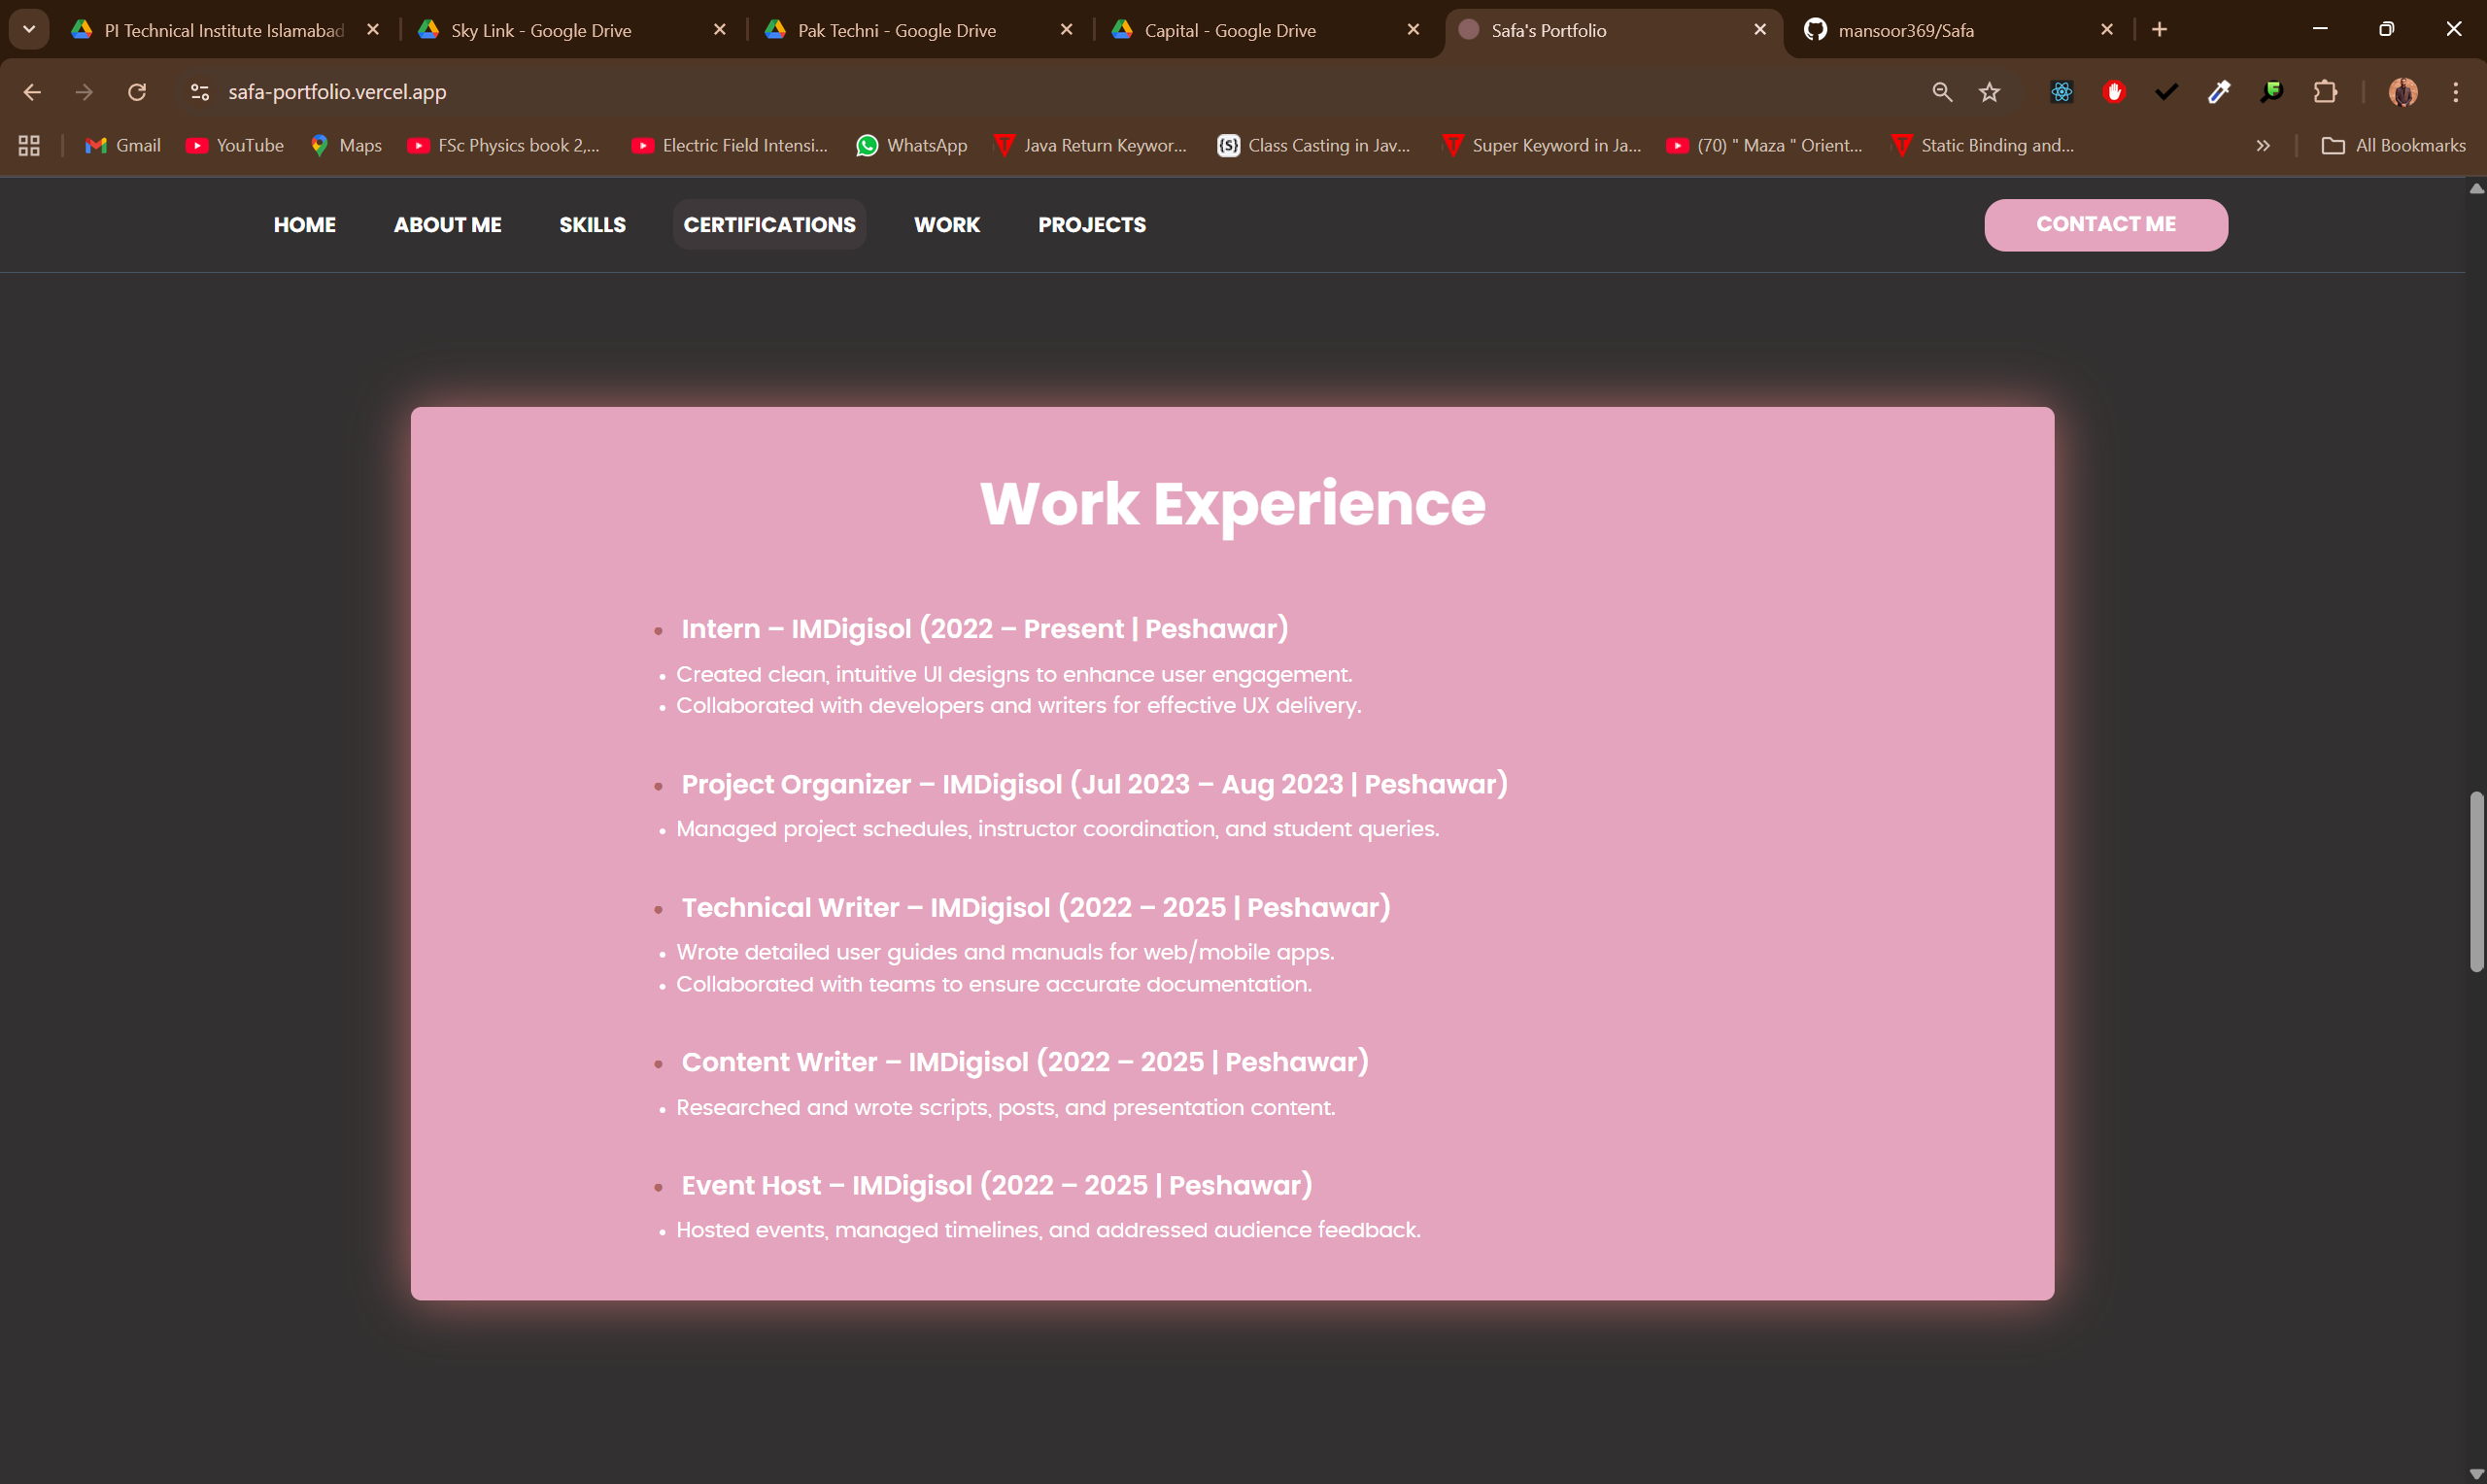 PI Technical Institute Islamabad
Sky Link - Google Drive
Pak Techni - Google Drive
Capital - Google Drive
Safa's Portfolio
mansoor369/Safa
safa-portfolio.vercel.app
Gmail
YouTube
Maps
FSc Physics book 2,...
Electric Field Intensi...
WhatsApp
Java Return Keywor...
{S}
Class Casting in Jav...
Super Keyword in Ja...
(70) " Maza " Orient...
Static Binding and...
All Bookmarks
HOME
ABOUT ME
SKILLS
CERTIFICATIONS
WORK
PROJECTS
CONTACT ME
Work Experience
• Intern – IMDigisol (2022 – Present | Peshawar)
• Created clean, intuitive UI designs to enhance user engagement.
• Collaborated with developers and writers for effective UX delivery.
• Project Organizer – IMDigisol (Jul 2023 – Aug 2023 | Peshawar)
• Managed project schedules, instructor coordination, and student queries.
• Technical Writer – IMDigisol (2022 – 2025 | Peshawar)
• Wrote detailed user guides and manuals for web/mobile apps.
• Collaborated with teams to ensure accurate documentation.
• Content Writer – IMDigisol (2022 – 2025 | Peshawar)
• Researched and wrote scripts, posts, and presentation content.
• Event Host – IMDigisol (2022 – 2025 | Peshawar)
• Hosted events, managed timelines, and addressed audience feedback.